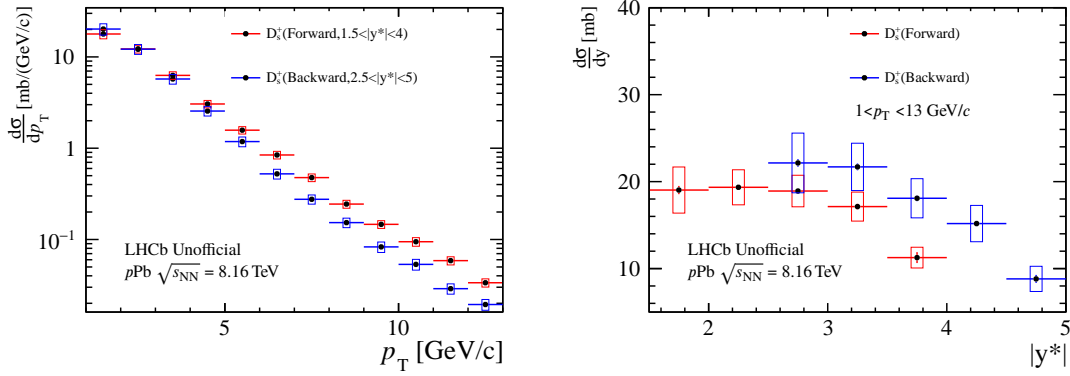 dσ/dp_T [mb/(GeV/c)]
10
1
10⁻¹
D_s^+(Forward,1.5<|y*|<4)
D_s^+(Backward,2.5<|y*|<5)
LHCb Unofficial
pPb √s_NN = 8.16 TeV
5 10
p_T [GeV/c]
dσ/dy [mb]
40
30
20
10
D_s^+(Forward)
D_s^+(Backward)
1<p_T <13 GeV/c
LHCb Unofficial
pPb √s_NN = 8.16 TeV
2 3 4 5
|y*|